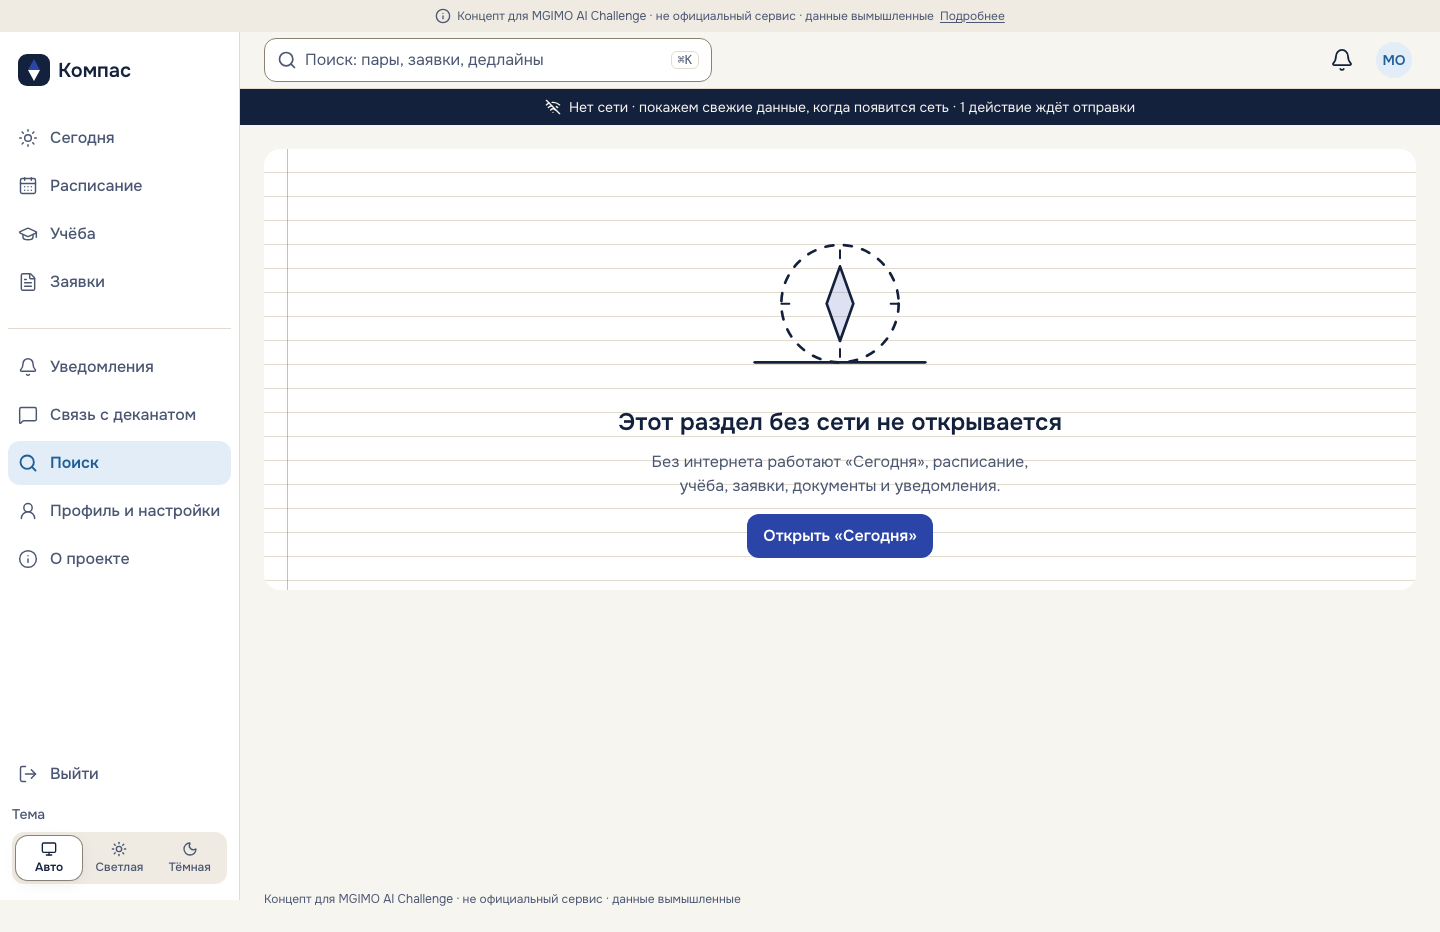 Концепт для MGIMO AI Challenge · не официальный сервис · данные вымышленные Подробнее
Компас
Поиск: пары, заявки, дедлайны
⌘K
МО
Нет сети · покажем свежие данные, когда появится сеть · 1 действие ждёт отправки
Сегодня
Расписание
Учёба
Заявки
Уведомления
Связь с деканатом
Поиск
Профиль и настройки
О проекте
Этот раздел без сети не открывается
Без интернета работают «Сегодня», расписание,
учёба, заявки, документы и уведомления.
Открыть «Сегодня»
Выйти
Тема
Авто
Светлая
Тёмная
Концепт для MGIMO AI Challenge · не официальный сервис · данные вымышленные